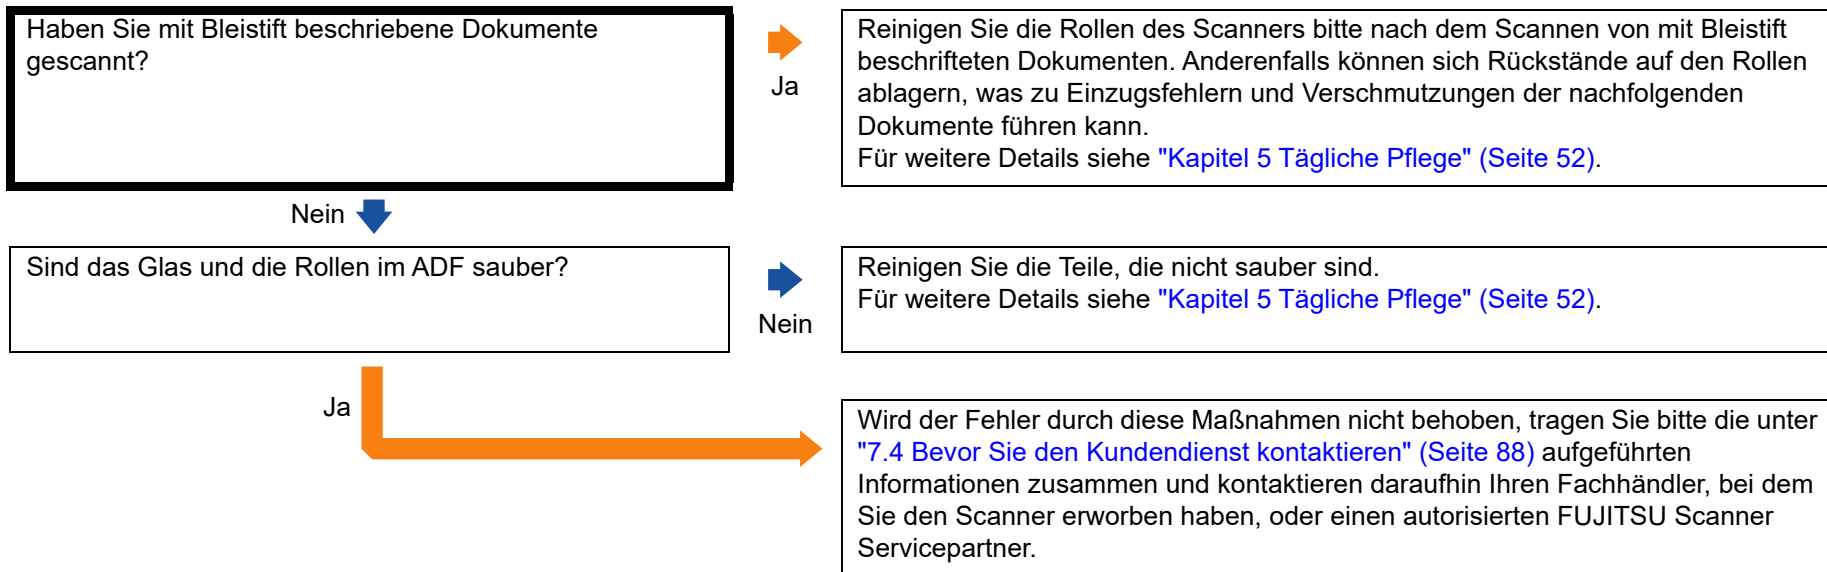 Haben Sie mit Bleistift beschriebene Dokumente
gescannt?
Ja
Reinigen Sie die Rollen des Scanners bitte nach dem Scannen von mit Bleistift
beschrifteten Dokumenten. Anderenfalls können sich Rückstände auf den Rollen
ablagern, was zu Einzugsfehlern und Verschmutzungen der nachfolgenden
Dokumente führen kann.
Für weitere Details siehe "Kapitel 5 Tägliche Pflege" (Seite 52).
Nein
Sind das Glas und die Rollen im ADF sauber?
Nein
Reinigen Sie die Teile, die nicht sauber sind.
Für weitere Details siehe "Kapitel 5 Tägliche Pflege" (Seite 52).
Ja
Wird der Fehler durch diese Maßnahmen nicht behoben, tragen Sie bitte die unter
"7.4 Bevor Sie den Kundendienst kontaktieren" (Seite 88) aufgeführten
Informationen zusammen und kontaktieren daraufhin Ihren Fachhändler, bei dem
Sie den Scanner erworben haben, oder einen autorisierten FUJITSU Scanner
Servicepartner.